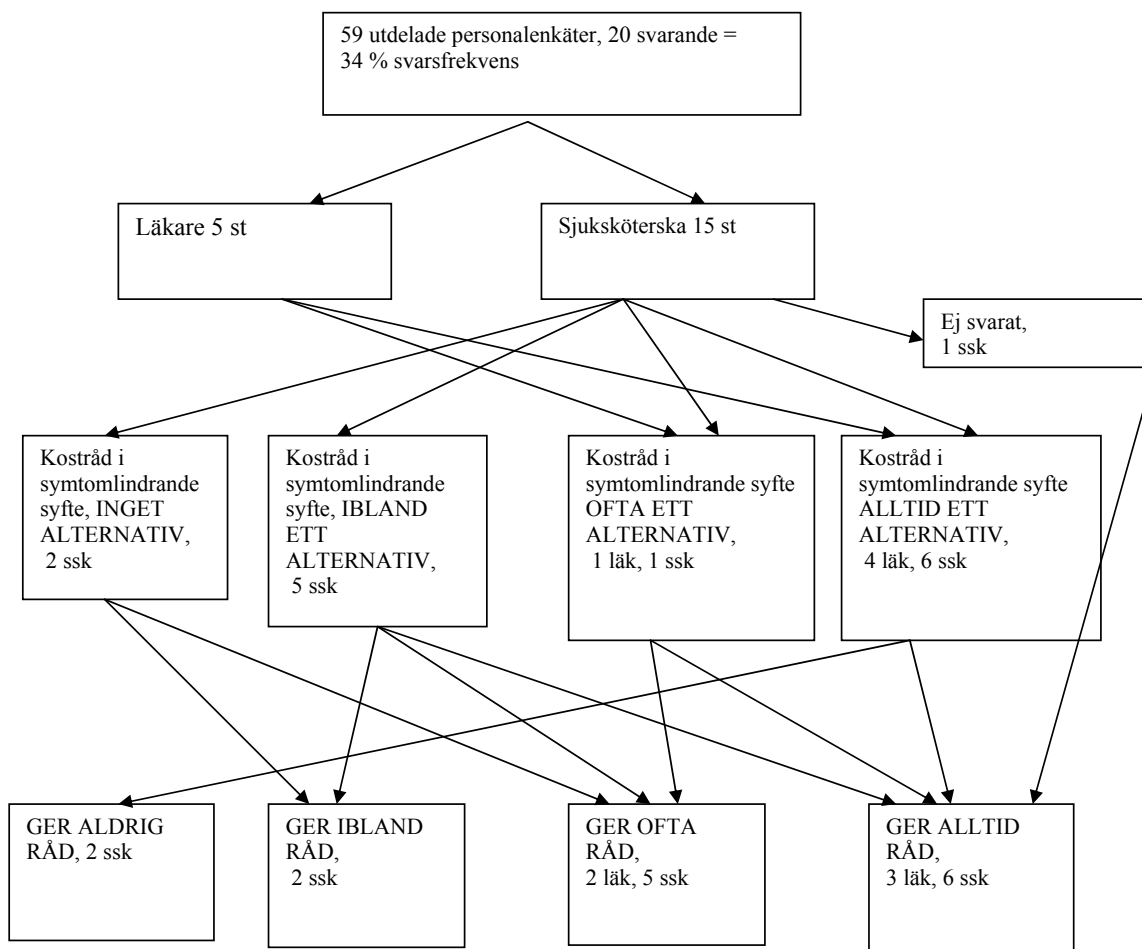 59 utdelade personalenkäter, 20 svarande =
34 % svarsfrekvens
Läkare 5 st
Sjuksköterska 15 st
Ej svarat,
1 ssk
Kostråd i
symtomlindrande
syfte, INGET
ALTERNATIV,
2 ssk
Kostråd i
symtomlindrande
syfte, IBLAND
ETT
ALTERNATIV,
5 ssk
Kostråd i
symtomlindrande syfte
OFTA ETT
ALTERNATIV,
1 läk, 1 ssk
Kostråd i
symtomlindrande syfte
ALLTID ETT
ALTERNATIV,
4 läk, 6 ssk
GER ALDRIG
RÅD, 2 ssk
GER IBLAND
RÅD,
2 ssk
GER OFTA
RÅD,
2 läk, 5 ssk
GER ALLTID
RÅD,
3 läk, 6 ssk